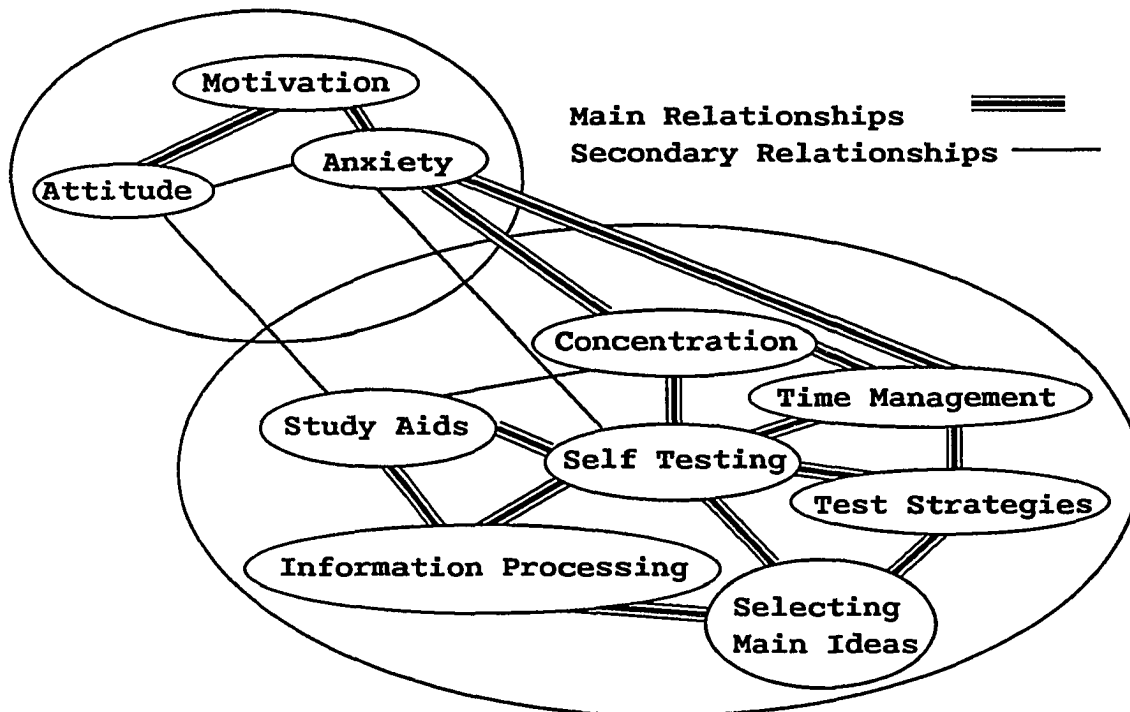 Motivation
Main Relationships
Anxiety
Secondary Relationships
Attitude
Concentration
Time Management
Study Aids
Self Testing
Test Strategies
Information Processing
Selecting
Main Ideas